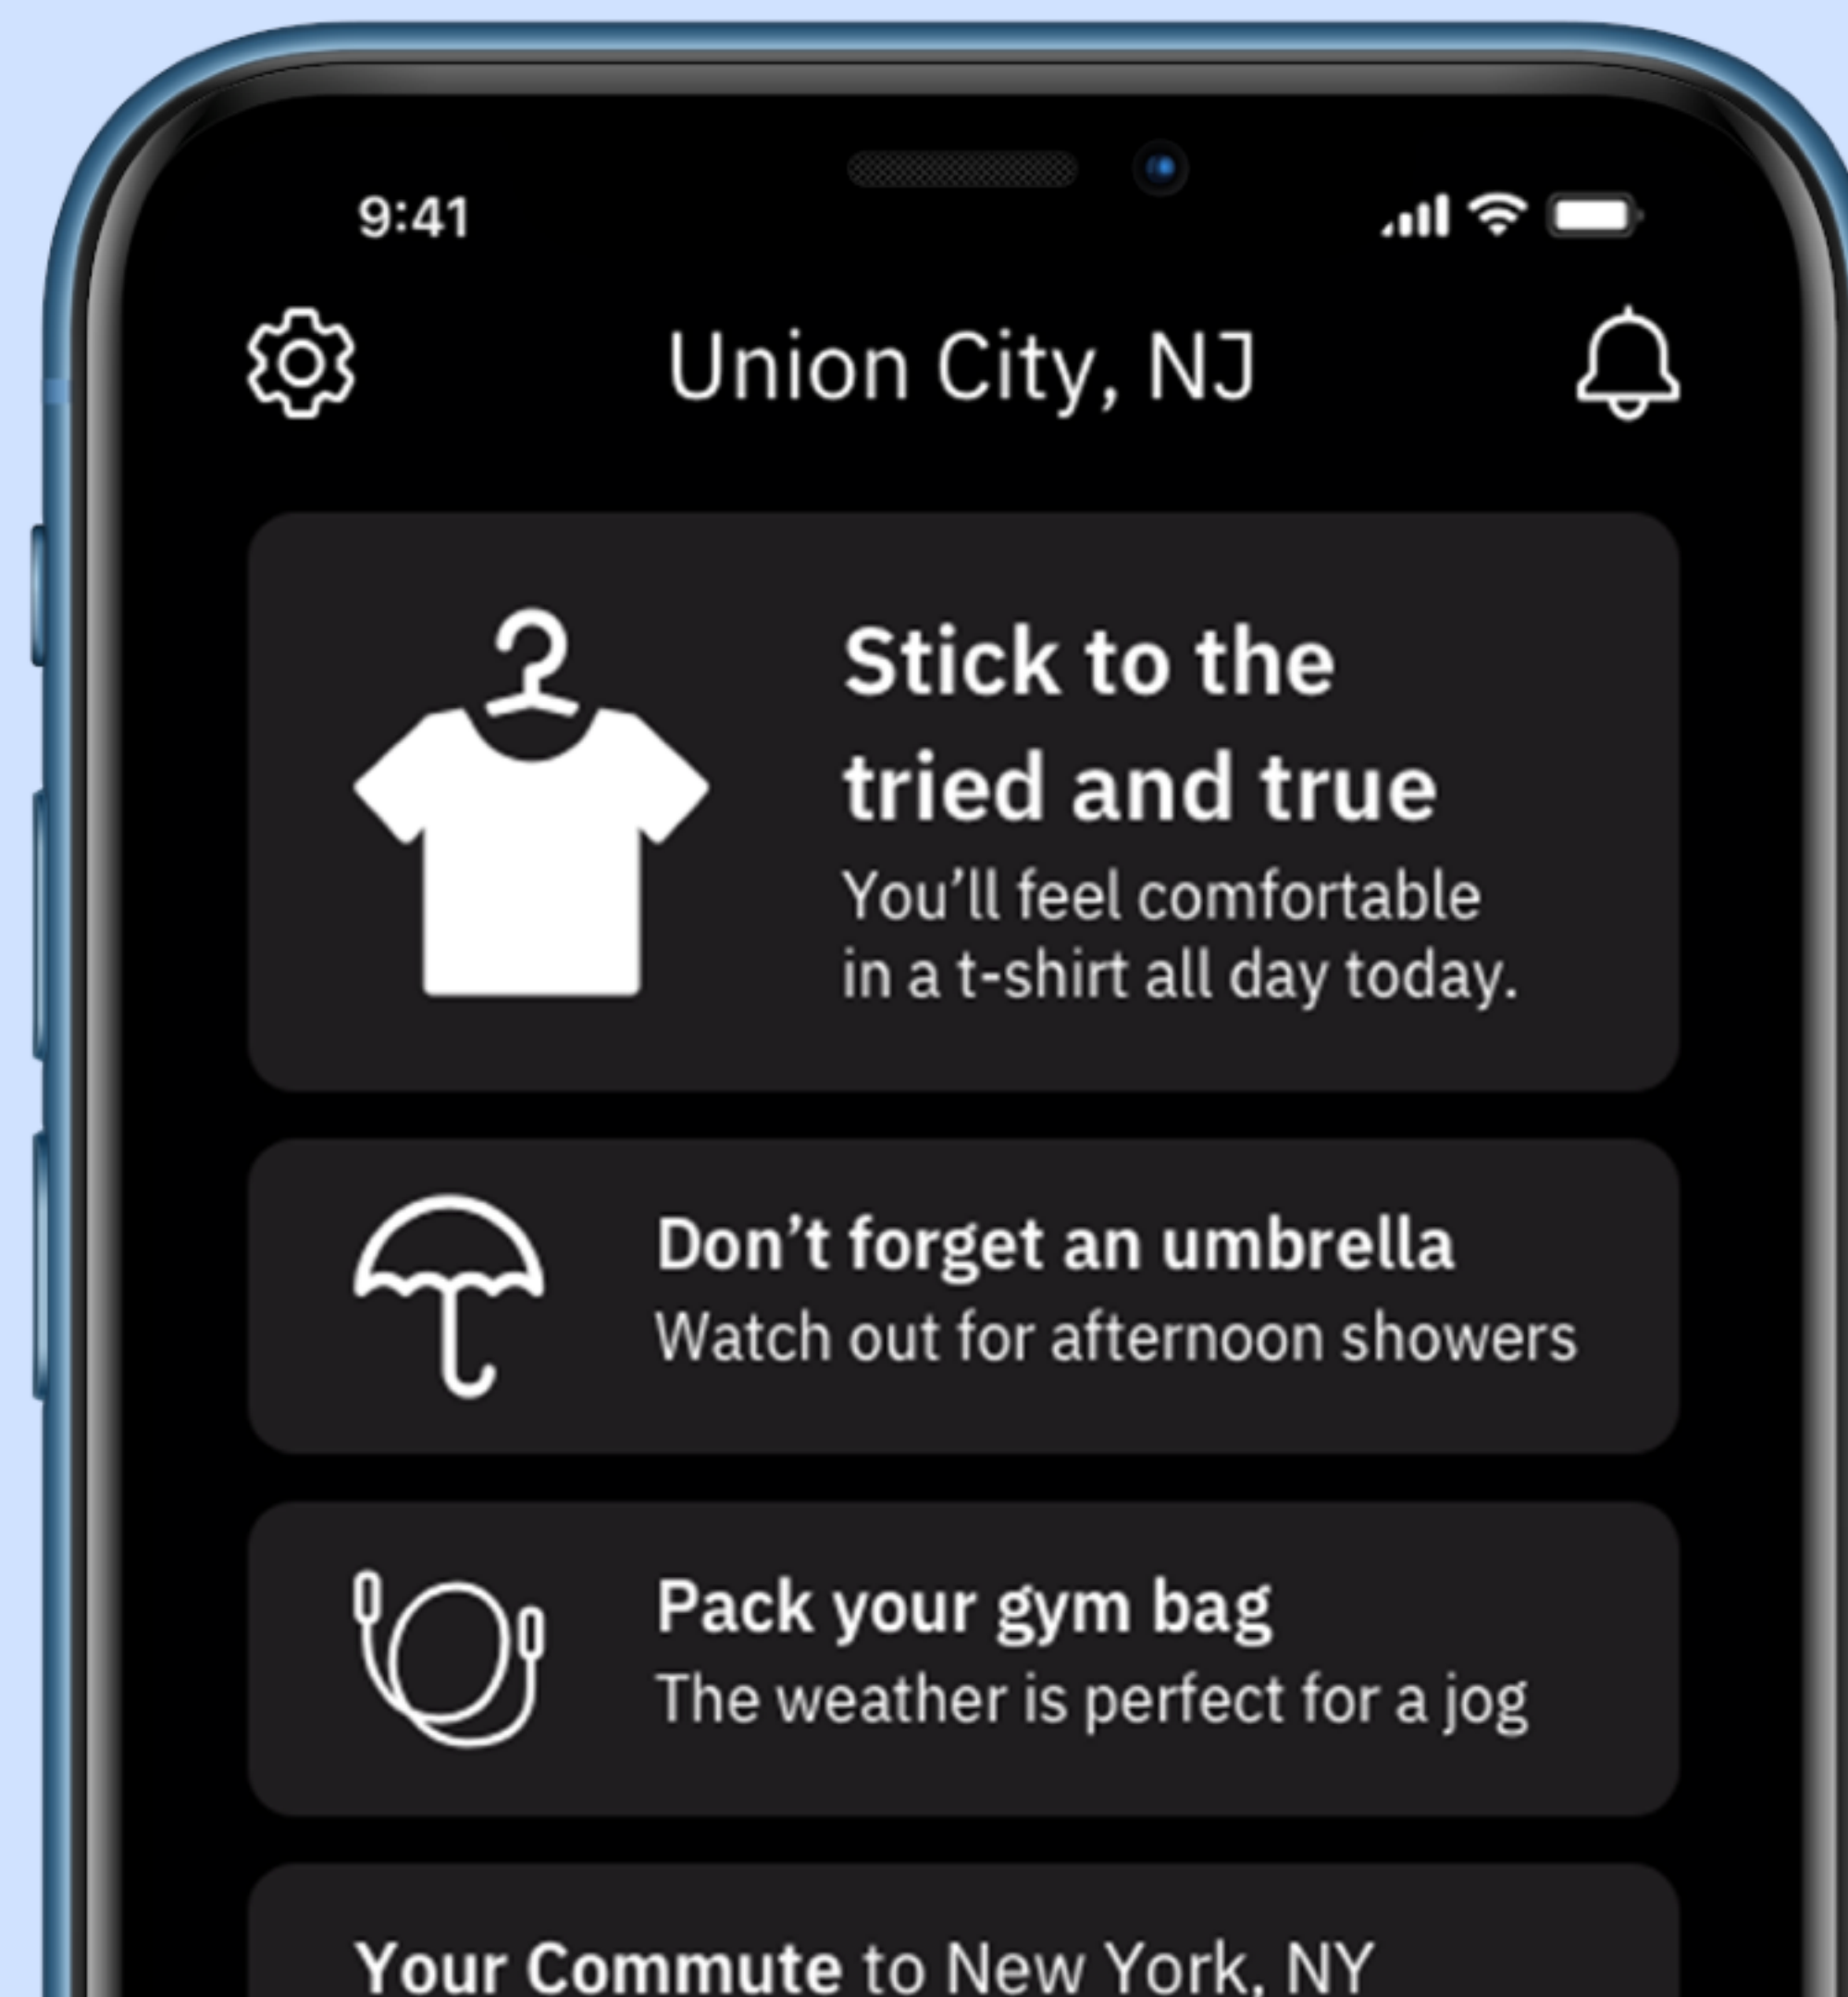 9:41
Union City, NJ
Stick to the
tried and true
You’ll feel comfortable
in a t-shirt all day today.
Don’t forget an umbrella
Watch out for afternoon showers
Pack your gym bag
The weather is perfect for a jog
Your Commute to New York, NY